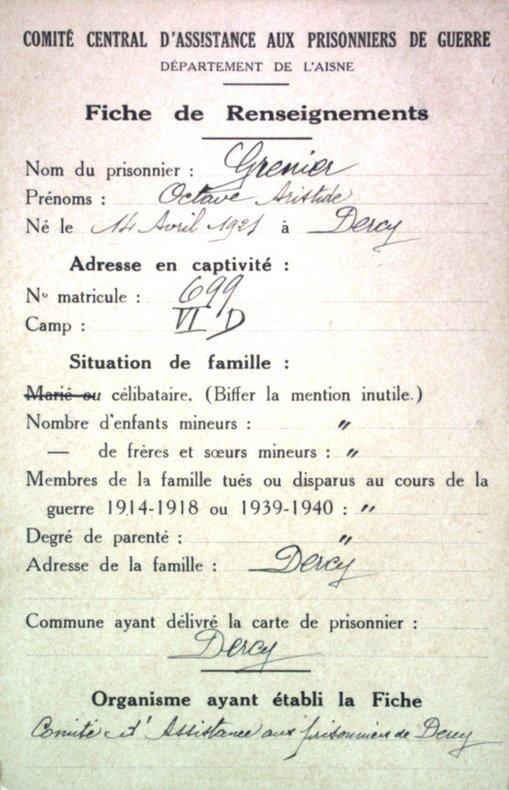 COMITÉ CENTRAL D'ASSISTANCE AUX PRISONNIERS DE GUERRE
DÉPARTEMENT DE L'AISNE
Fiche de Renseignements
Nom du prisonnier : Grenier
Prénoms : Octave Aristide
Né le 14 Avril 1921 à Dercy
Adresse en captivité :
Nº matricule : 699
Camp : VI D
Situation de famille :
Marié ou célibataire. (Biffer la mention inutile.)
Nombre d'enfants mineurs : "
— de frères et sœurs mineurs : "
Membres de la famille tués ou disparus au cours de la
guerre 1914-1918 ou 1939-1940 : "
Degré de parenté : "
Adresse de la famille : Dercy
Commune ayant délivré la carte de prisonnier :
Dercy
Organisme ayant établi la Fiche
Comité d'Assistance aux prisonniers de Dercy